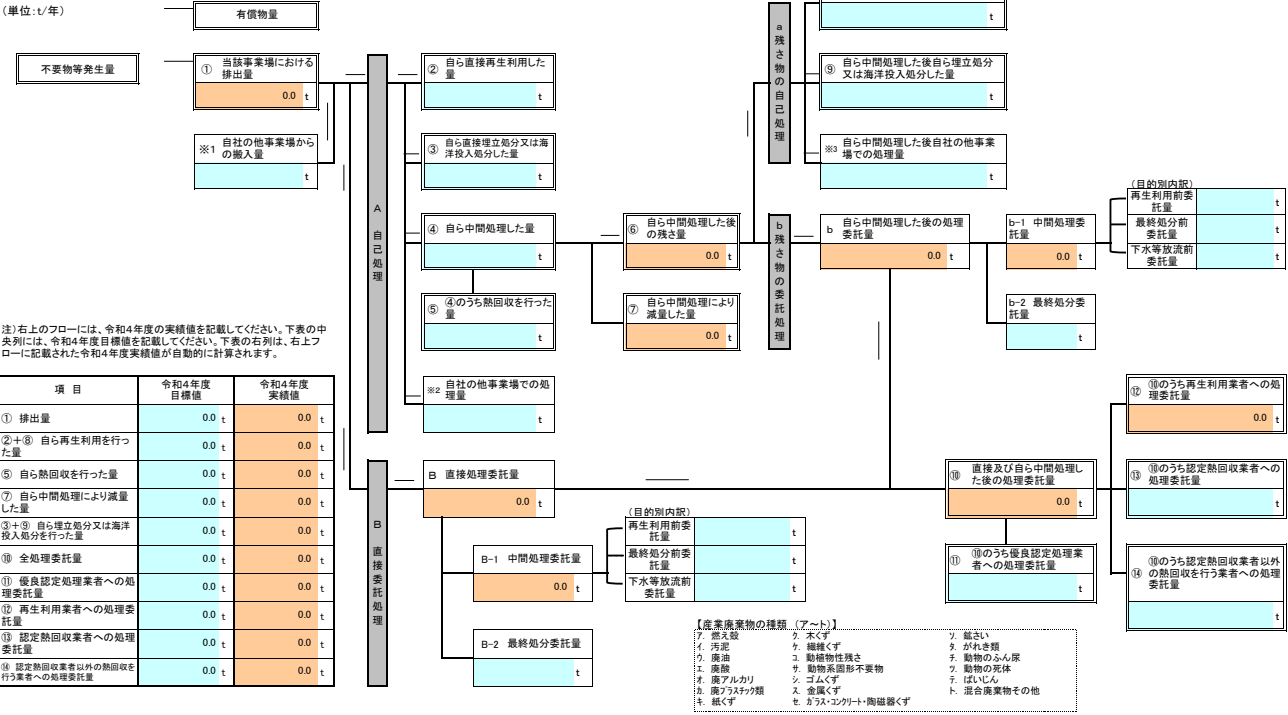 (単位:t/年)
有償物量
不要物等発生量
① 当該事業場における
排出量
0.0 t
※1 自社の他事業場から
の搬入量
t
A 自己処理
② 自ら直接再生利用した
量
t
③ 自ら直接埋立処分又は海
洋投入処分した量
t
④ 自ら中間処理した量
t
⑤ ④のうち熱回収を行った
量
t
※2 自社の他事業場での処
理量
t
⑥ 自ら中間処理した後
の残さ量
0.0 t
⑦ 自ら中間処理により
減量した量
t
a 残さ物の自己処理
t
⑨ 自ら中間処理した後自ら埋立処分
又は海洋投入処分した量
t
※3 自ら中間処理した後自社の他事業
場での処理量
t
b 残さ物の委託処理
b 自ら中間処理した後の処理
委託量
0.0 t
b-1 中間処理委
託量
0.0 t
b-2 最終処分委
託量
t
(目的別内訳)
再生利用前委
託量
t
最終処分前
委託量
t
下水等放流前
委託量
t
注)右上のフローには、令和4年度の実績値を記載してください。下表の中
央列には、令和4年度目標値を記載してください。下表の右列は、右上フ
ローに記載された令和4年度実績値が自動的に計算されます。
項 目 令和4年度
目標値 令和4年度
実績値
① 排出量 0.0 t 0.0 t
②+⑧ 自ら再生利用を行っ
た量 0.0 t 0.0 t
⑤ 自ら熱回収を行った量 0.0 t 0.0 t
⑦ 自ら中間処理により減量
した量 0.0 t 0.0 t
③+⑨ 自ら埋立処分又は海洋
投入処分を行った量 0.0 t 0.0 t
⑩ 全処理委託量 0.0 t 0.0 t
⑪ 優良認定処理業者への処
理委託量 0.0 t 0.0 t
⑫ 再生利用業者への処理委
託量 0.0 t 0.0 t
⑬ 認定熱回収業者への処理
委託量 0.0 t 0.0 t
⑭ 認定熱回収業者以外の熱回収を
行う業者への処理委託量 0.0 t 0.0 t
B 直接委託処理
B 直接処理委託量
0.0 t
B-1 中間処理委託量
0.0 t
B-2 最終処分委託量
t
(目的別内訳)
再生利用前委
託量
t
最終処分前委
託量
t
下水等放流前
委託量
t
⑩ 直接及び自ら中間処理し
た後の処理委託量
0.0 t
⑪ ⑩のうち優良認定処理業
者への処理委託量
t
⑫ ⑩のうち再生利用業者への処
理委託量
0.0 t
⑬ ⑩のうち認定熱回収業者への
処理委託量
t
⑭ ⑩のうち認定熱回収業者以外
の熱回収を行う業者への処理
委託量
t
【産業廃棄物の種類 (ア~ト)】
ア. 燃え殻 ク. 木くず ソ. 鉱さい
イ. 汚泥 ケ. 繊維くず タ. がれき類
ウ. 廃油 コ. 動植物性残さ チ. 動物のふん尿
エ. 廃酸 サ. 動物系固形不要物 ツ. 動物の死体
オ. 廃アルカリ シ. ゴムくず テ. ばいじん
カ. 廃プラスチック類 ス. 金属くず ト. 混合廃棄物その他
キ. 紙くず セ. ガラス・コンクリート・陶磁器くず